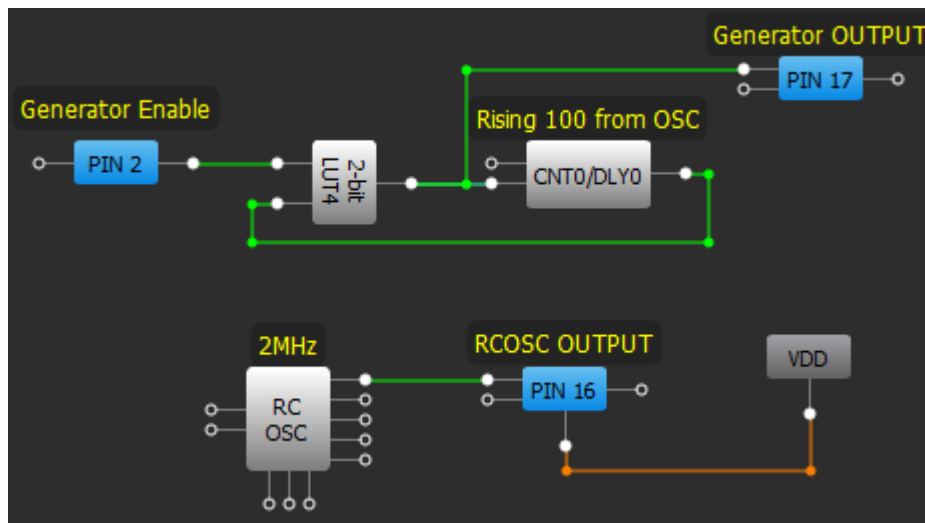 Generator OUTPUT
PIN 17
Generator Enable
Rising 100 from OSC
PIN 2
2-bit
LUT4
CNT0/DLY0
2MHz
RCOSC OUTPUT
VDD
RC
OSC
PIN 16